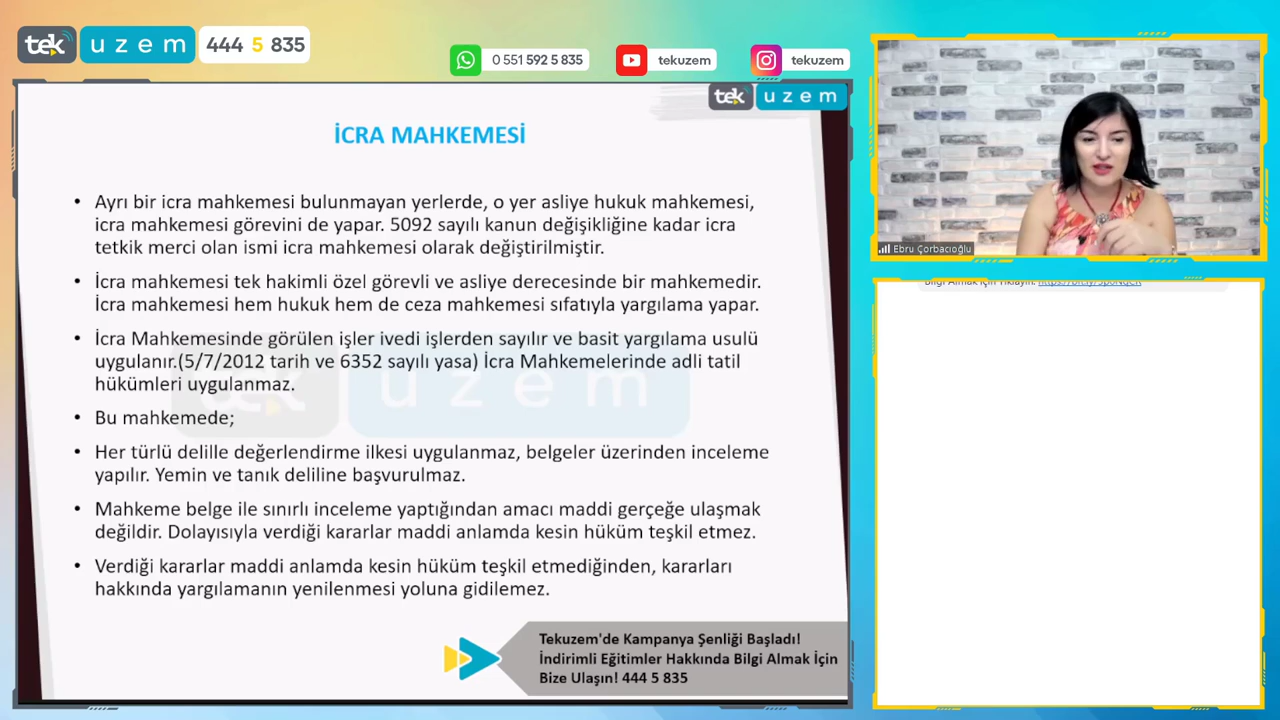 tek uzem 444 5 835
0 551 592 5 835
tekuzem
tekuzem
tek uzem
İCRA MAHKEMESİ
• Ayrı bir icra mahkemesi bulunmayan yerlerde, o yer asliye hukuk mahkemesi,
icra mahkemesi görevini de yapar. 5092 sayılı kanun değişikliğine kadar icra
tetkik merci olan ismi icra mahkemesi olarak değiştirilmiştir.
• İcra mahkemesi tek hakimli özel görevli ve asliye derecesinde bir mahkemedir.
İcra mahkemesi hem hukuk hem de ceza mahkemesi sıfatıyla yargılama yapar.
• İcra Mahkemesinde görülen işler ivedi işlerden sayılır ve basit yargılama usulü
uygulanır.(5/7/2012 tarih ve 6352 sayılı yasa) İcra Mahkemelerinde adli tatil
hükümleri uygulanmaz.
• Bu mahkemede;
• Her türlü delille değerlendirme ilkesi uygulanmaz, belgeler üzerinden inceleme
yapılır. Yemin ve tanık deliline başvurulmaz.
• Mahkeme belge ile sınırlı inceleme yaptığından amacı maddi gerçeğe ulaşmak
değildir. Dolayısıyla verdiği kararlar maddi anlamda kesin hüküm teşkil etmez.
• Verdiği kararlar maddi anlamda kesin hüküm teşkil etmediğinden, kararları
hakkında yargılamanın yenilenmesi yoluna gidilemez.
tek uzem
Tekuzem'de Kampanya Şenliği Başladı!
İndirimli Eğitimler Hakkında Bilgi Almak İçin
Bize Ulaşın! 444 5 835
Ebru Çorbacıoğlu
Bilgi Almak İçin Tıklayın: